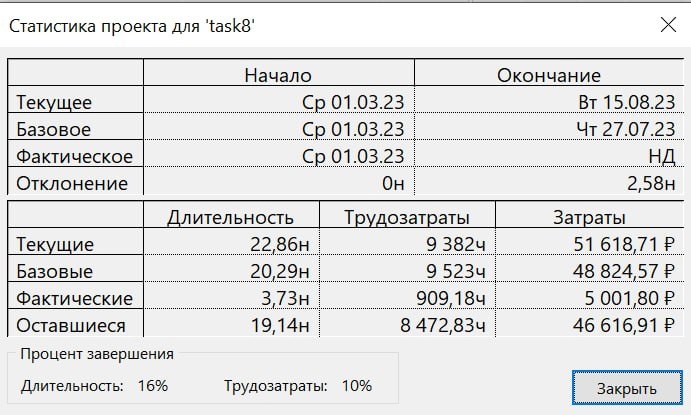 Статистика проекта для 'task8'
Начало Окончание
Текущее Ср 01.03.23 Вт 15.08.23
Базовое Ср 01.03.23 Чт 27.07.23
Фактическое Ср 01.03.23 НД
Отклонение 0н 2,58н
Длительность Трудозатраты Затраты
Текущие 22,86н 9 382ч 51 618,71 ₽
Базовые 20,29н 9 523ч 48 824,57 ₽
Фактические 3,73н 909,18ч 5 001,80 ₽
Оставшиеся 19,14н 8 472,83ч 46 616,91 ₽
Процент завершения
Длительность: 16% Трудозатраты: 10%
Закрыть